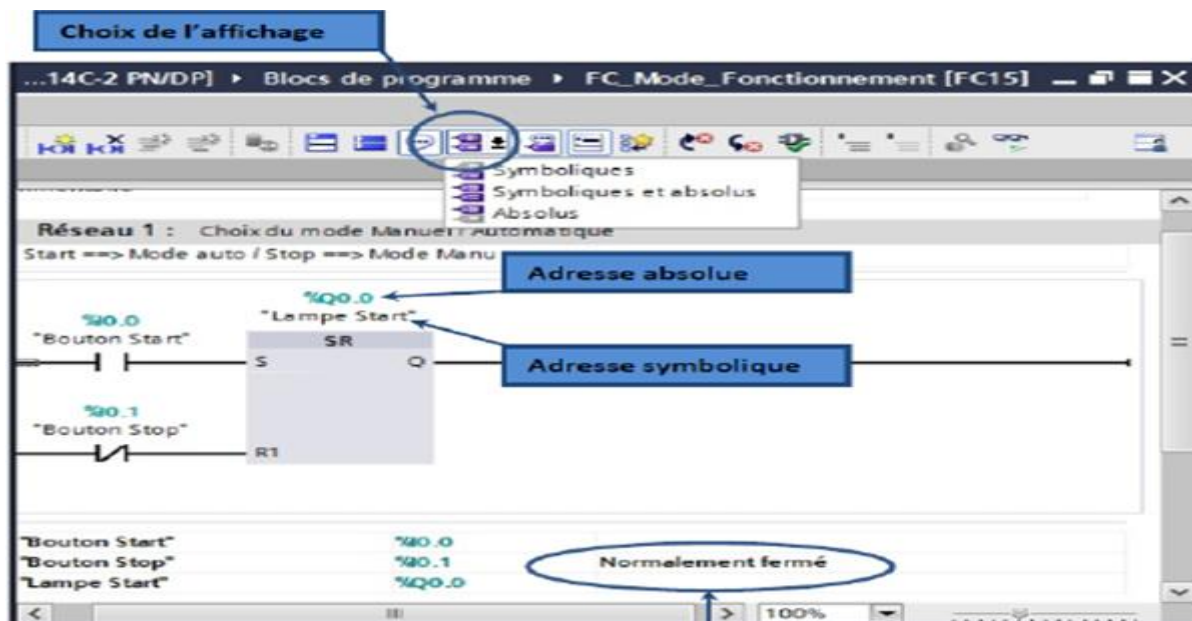 Choix de l'affichage
...14C-2 PN/DP] ▸ Blocs de programme ▸ FC_Mode_Fonctionnement [FC15]
Symboliques
Symboliques et absolus
Absolus
Réseau 1 : Choix du mode Manuel / Automatique
Start ==> Mode auto / Stop ==> Mode Manu
Adresse absolue
%Q0.0
"Lampe Start"
%I0.0
"Bouton Start"
SR
S Q
Adresse symbolique
%I0.1
"Bouton Stop"
R1
"Bouton Start" %I0.0
"Bouton Stop" %I0.1 Normalement fermé
"Lampe Start" %Q0.0
100%